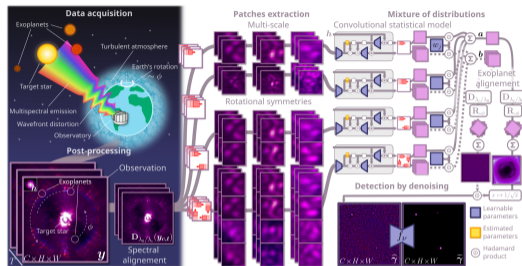 Data acquisition
Exoplanets
Turbulent atmosphere
Earth's rotation
Target star
Multispectral emission
Wavefront distortion
Observatory
Post-processing
Observation
Exoplanets
Target star
C × H × W
y
Spectral
alignement
Patches extraction
Multi-scale
Rotational symmetries
Mixture of distributions
Convolutional statistical model
a
b
Exoplanet
alignement
Detection by denoising
C × H × W
C × H × W
Learnable
parameters
Estimated
parameters
Hadamard
product